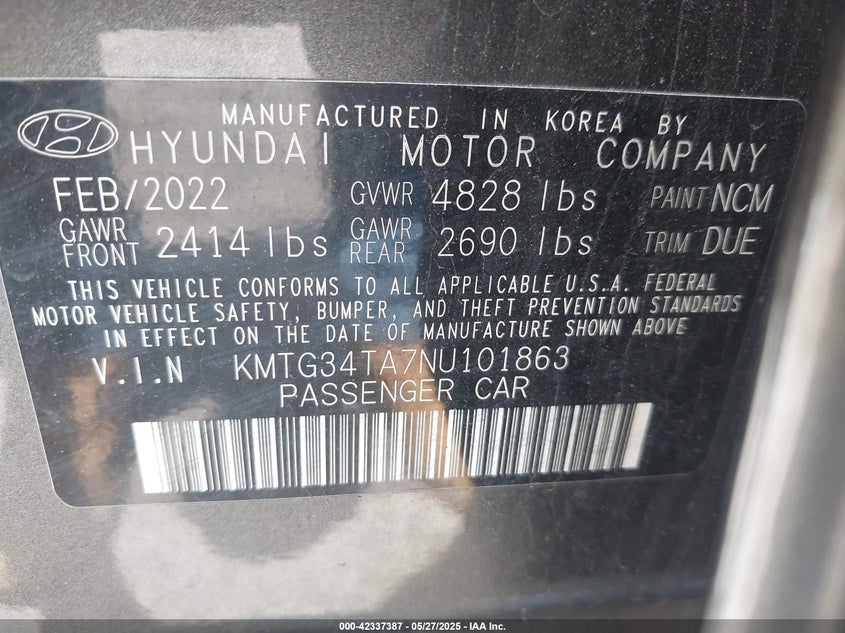 MANUFACTURED IN KOREA BY
HYUNDAI MOTOR COMPANY
FEB/2022 GVWR 4828 lbs PAINT NCM
GAWR FRONT 2414 lbs GAWR REAR 2690 lbs TRIM DUE
THIS VEHICLE CONFORMS TO ALL APPLICABLE U.S.A. FEDERAL
MOTOR VEHICLE SAFETY, BUMPER, AND THEFT PREVENTION STANDARDS
IN EFFECT ON THE DATE OF MANUFACTURE SHOWN ABOVE
V.I.N KMTG34TA7NU101863
PASSENGER CAR
000-42337387 - 05/27/2025 - IAA Inc.